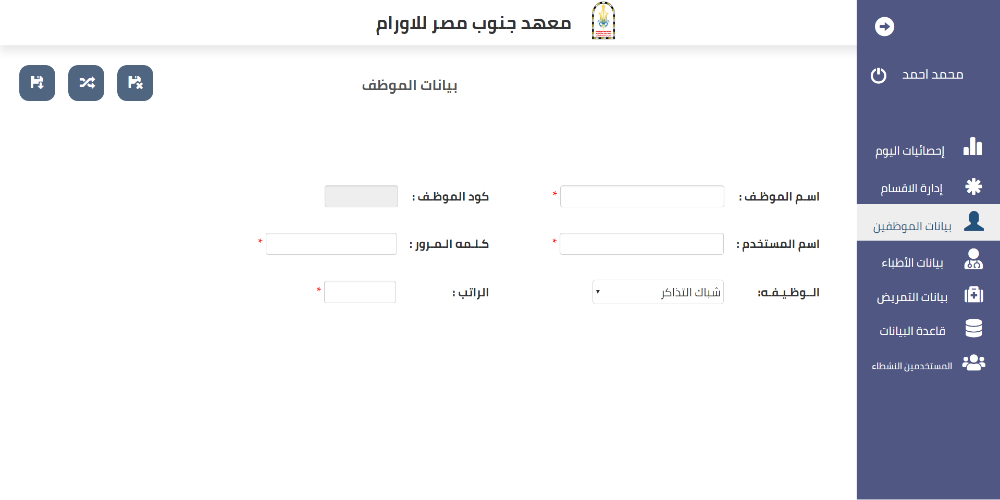 معهد جنوب مصر للاورام
محمد احمد
إحصائيات اليوم
إدارة الاقسام
بيانات الموظفين
بيانات الأطباء
بيانات التمريض
قاعدة البيانات
المستخدمين النشطاء
بيانات الموظف
اسـم الموظـف : * كود الموظـف :
اسم المستخدم : * كـلـمه الـمـرور : *
الــوظـيـفـه: شباك التذاكر الراتب : *